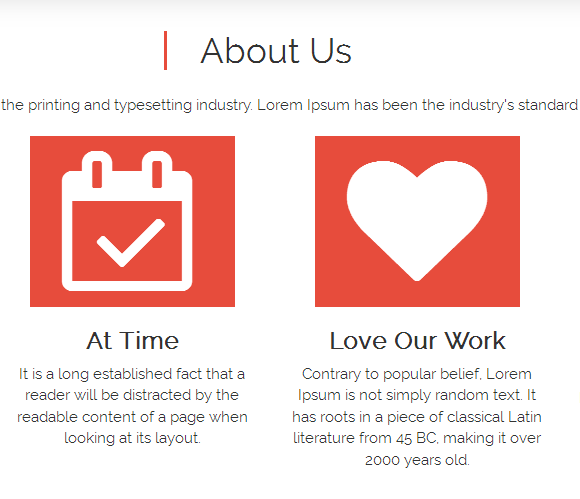 About Us
the printing and typesetting industry. Lorem Ipsum has been the industry's standard
At Time
It is a long established fact that a
reader will be distracted by the
readable content of a page when
looking at its layout.
Love Our Work
Contrary to popular belief, Lorem
Ipsum is not simply random text. It
has roots in a piece of classical Latin
literature from 45 BC, making it over
2000 years old.